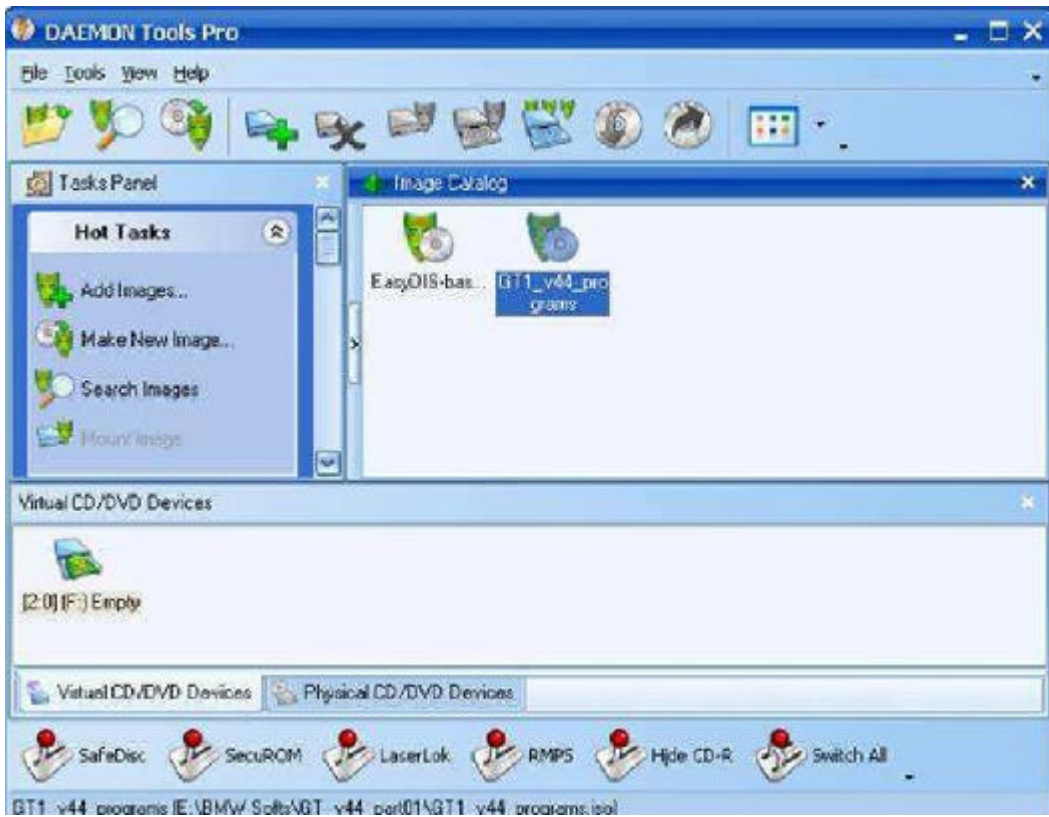 DAEMON Tools Pro
File Tools View Help
Tasks Panel
Image Catalog
Hot Tasks
Add Images...
Make New Image...
Search Images
Mount Image
EasyDIS-bas...
GT1_v44_pro
grams
Virtual CD/DVD Devices
[2:0] (F:) Empty
Virtual CD/DVD Devices Physical CD/DVD Devices
SafeDisc SecuROM LaserLok RMPS Hide CD-R Switch All
GT1_v44_programs [E:\BMW Softs\GT_v44_part01\GT1_v44_programs.iso]